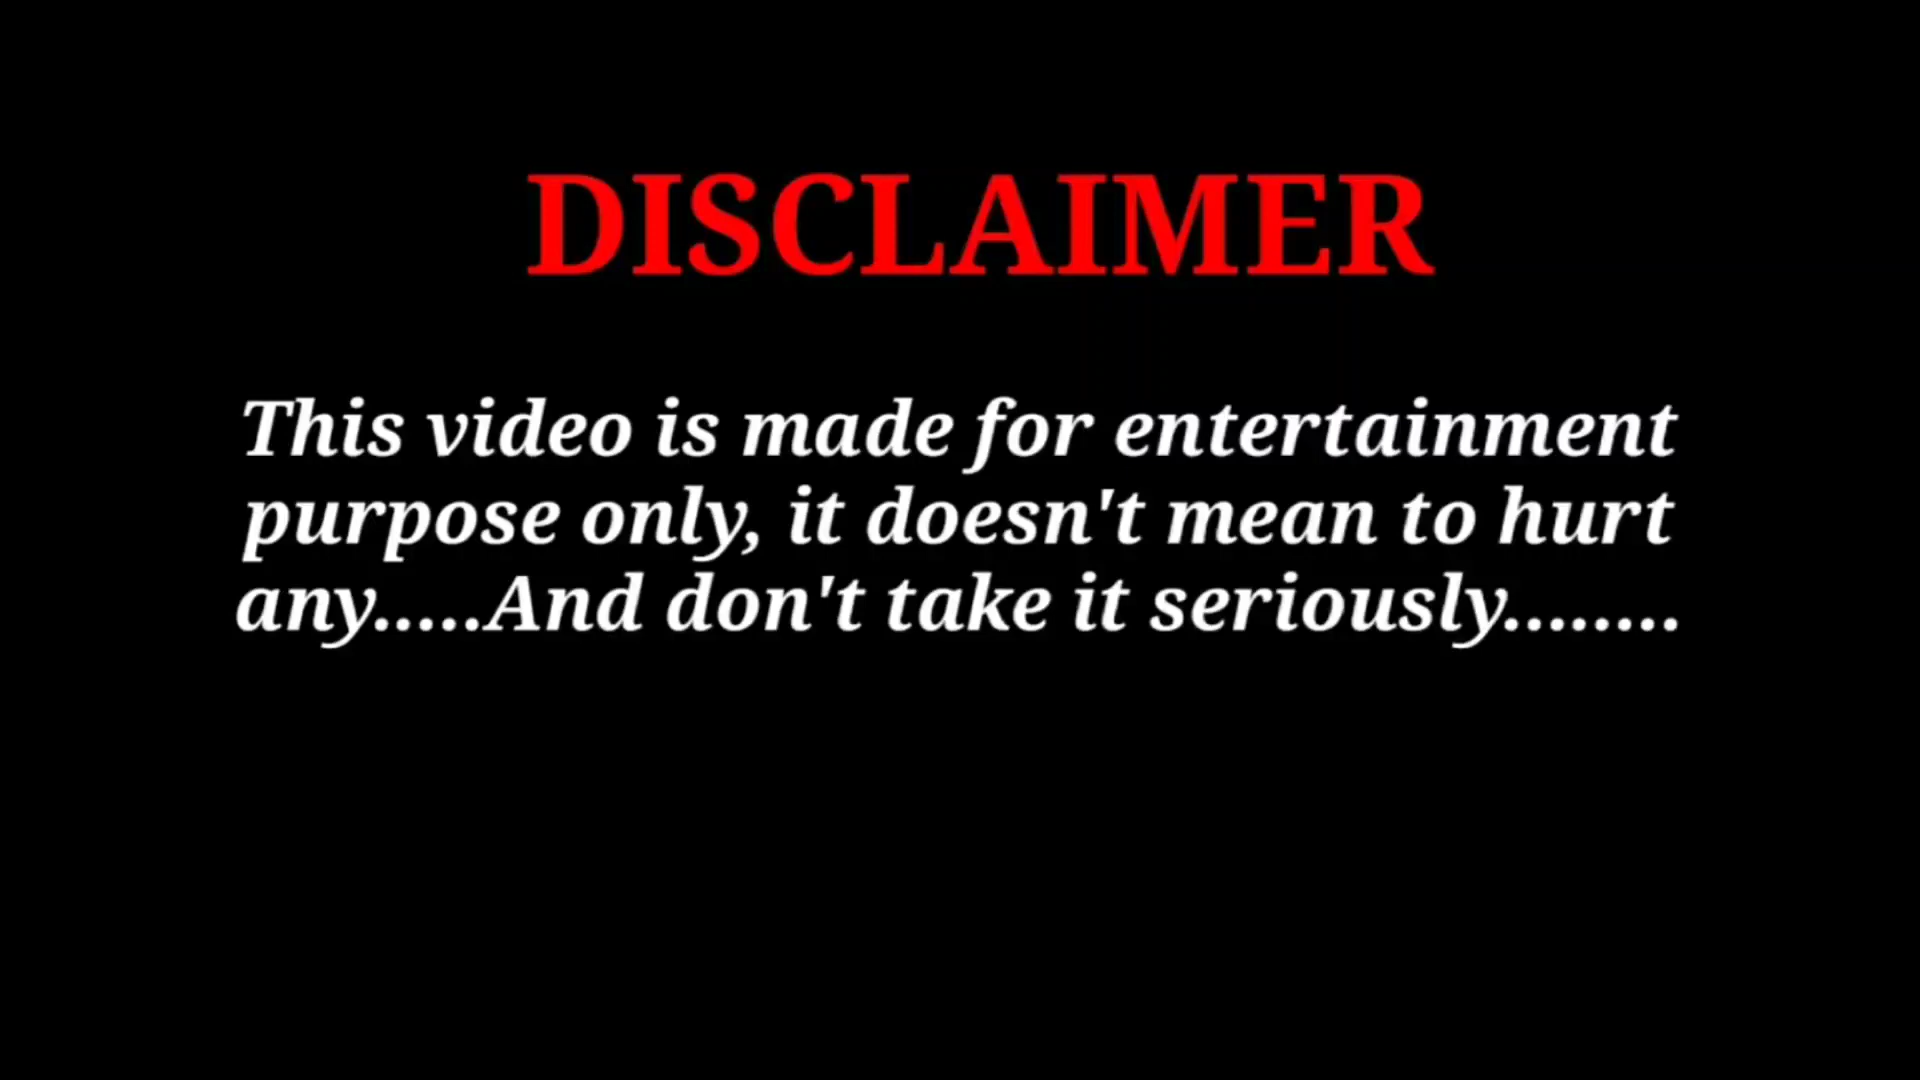 DISCLAIMER
This video is made for entertainment
purpose only, it doesn't mean to hurt
any.....And don't take it seriously........